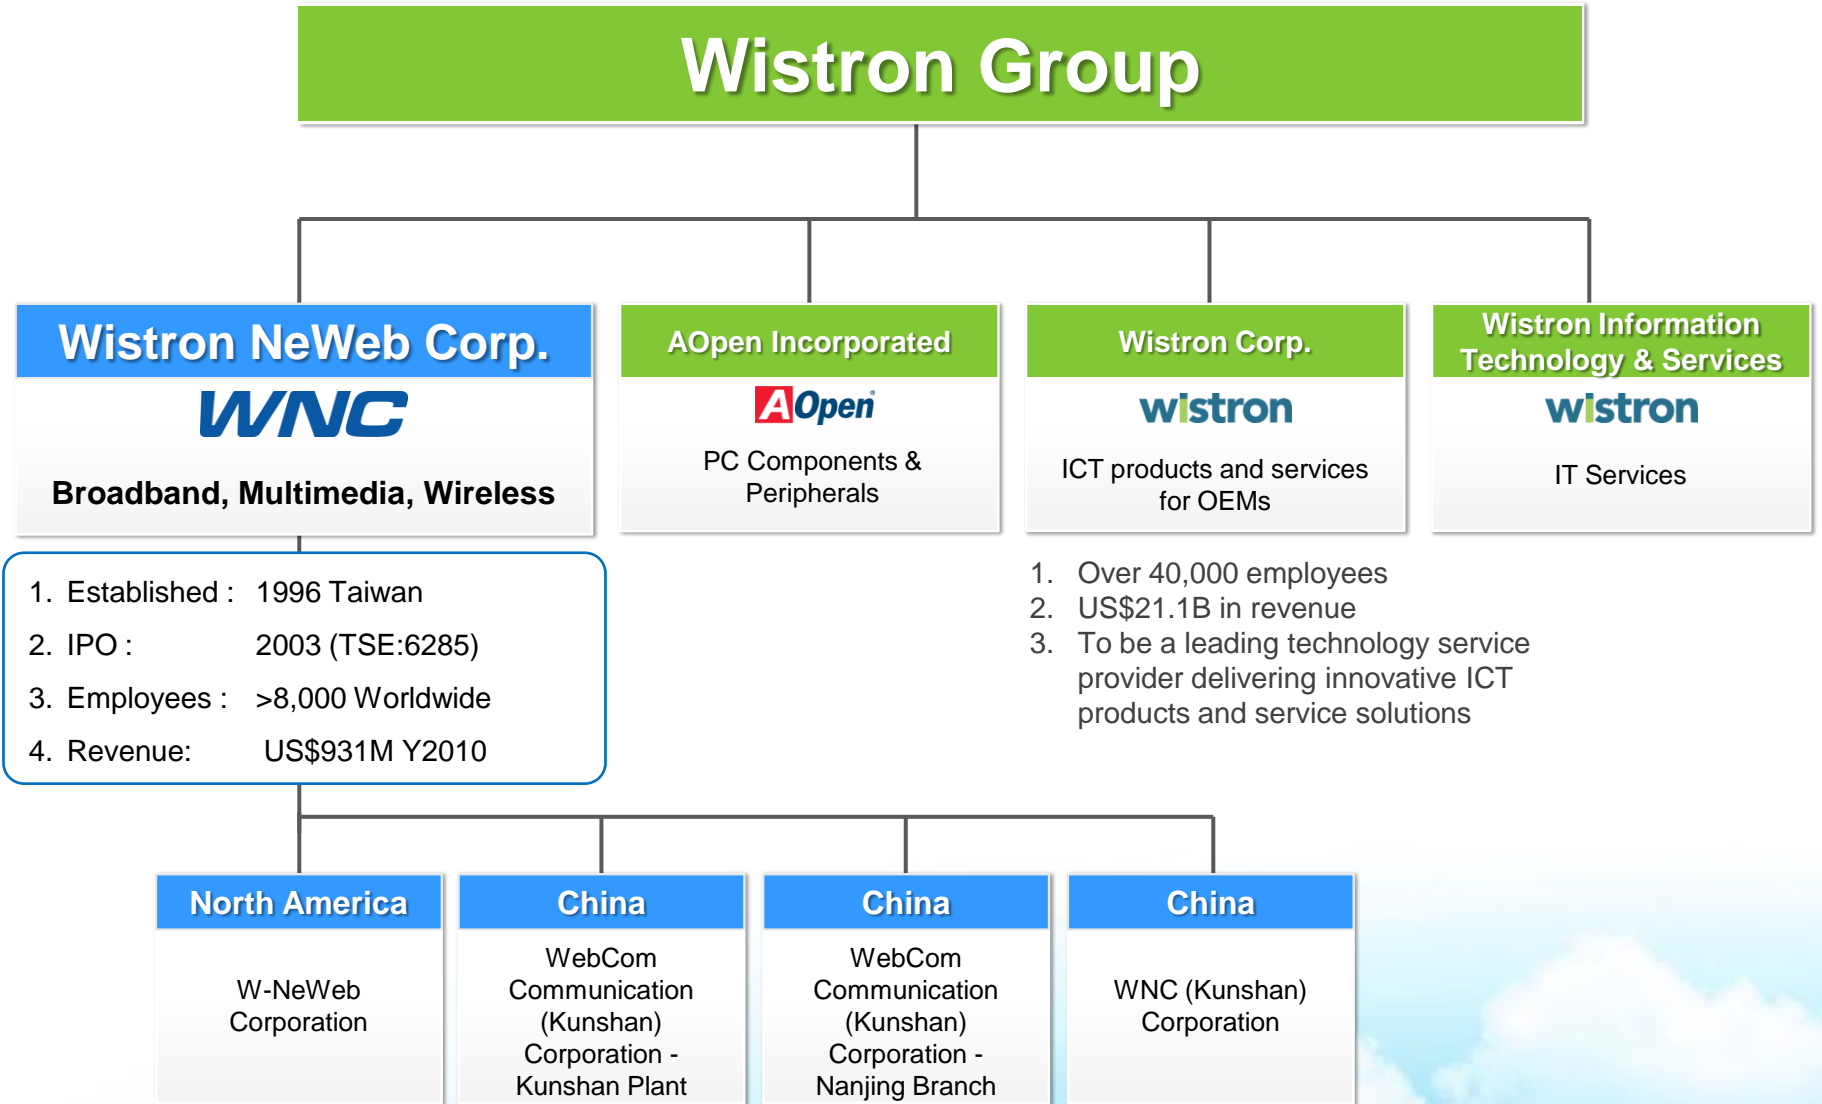 Wistron Group
Wistron NeWeb Corp.
WNC
Broadband, Multimedia, Wireless
AOpen Incorporated
AOpen
PC Components &
Peripherals
Wistron Corp.
wistron
ICT products and services
for OEMs
Wistron Information
Technology & Services
wistron
IT Services
1. Established : 1996 Taiwan
2. IPO : 2003 (TSE:6285)
3. Employees : >8,000 Worldwide
4. Revenue: US$931M Y2010
1. Over 40,000 employees
2. US$21.1B in revenue
3. To be a leading technology service
provider delivering innovative ICT
products and service solutions
North America
W-NeWeb
Corporation
China
WebCom
Communication
(Kunshan)
Corporation -
Kunshan Plant
China
WebCom
Communication
(Kunshan)
Corporation -
Nanjing Branch
China
WNC (Kunshan)
Corporation